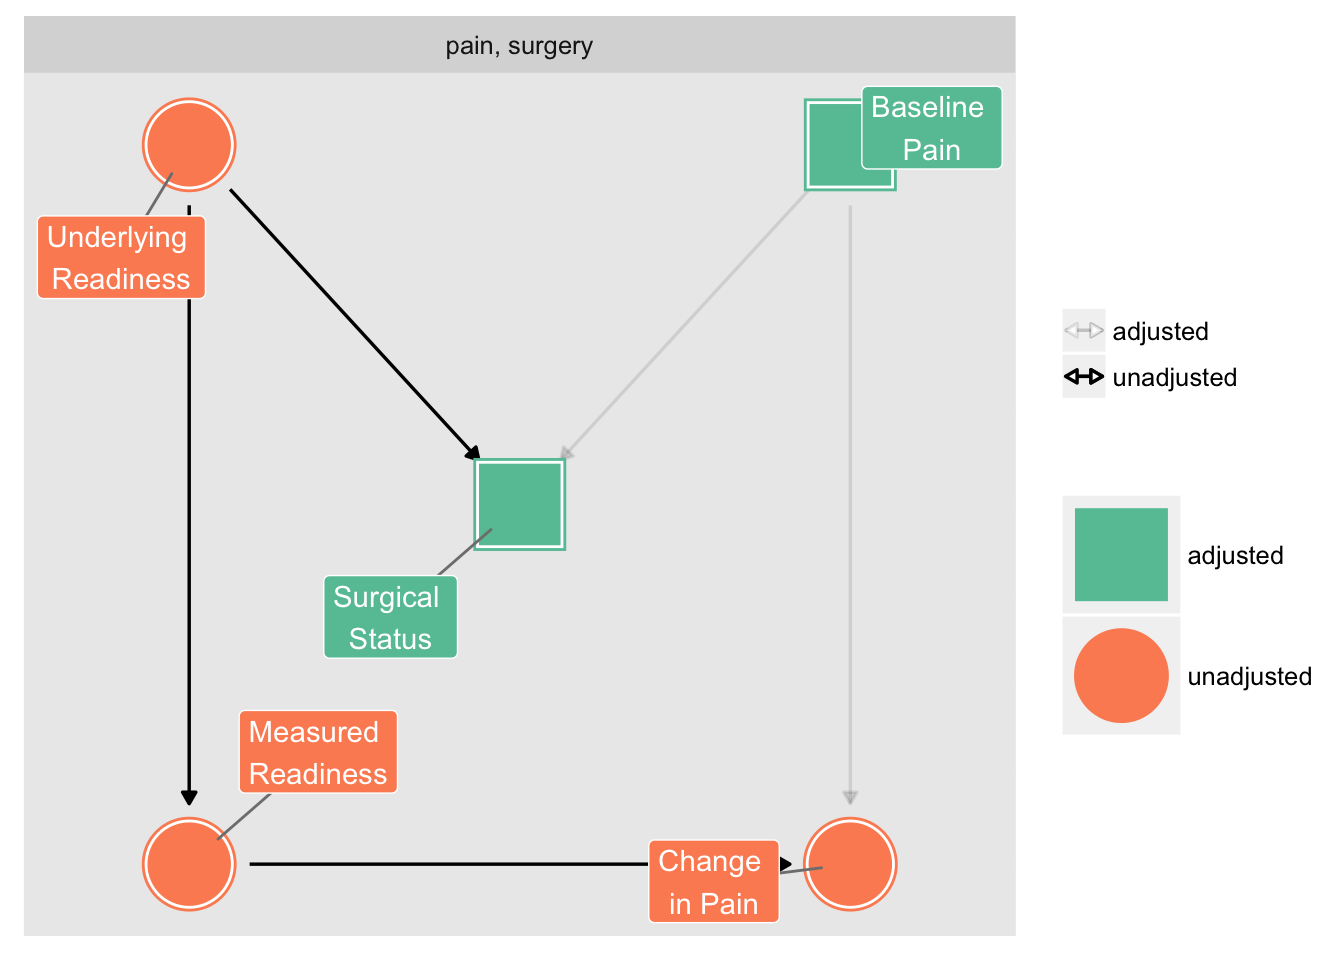 pain, surgery
Baseline
Pain
Underlying
Readiness
Surgical
Status
Measured
Readiness
Change
in Pain
adjusted
unadjusted
adjusted
unadjusted